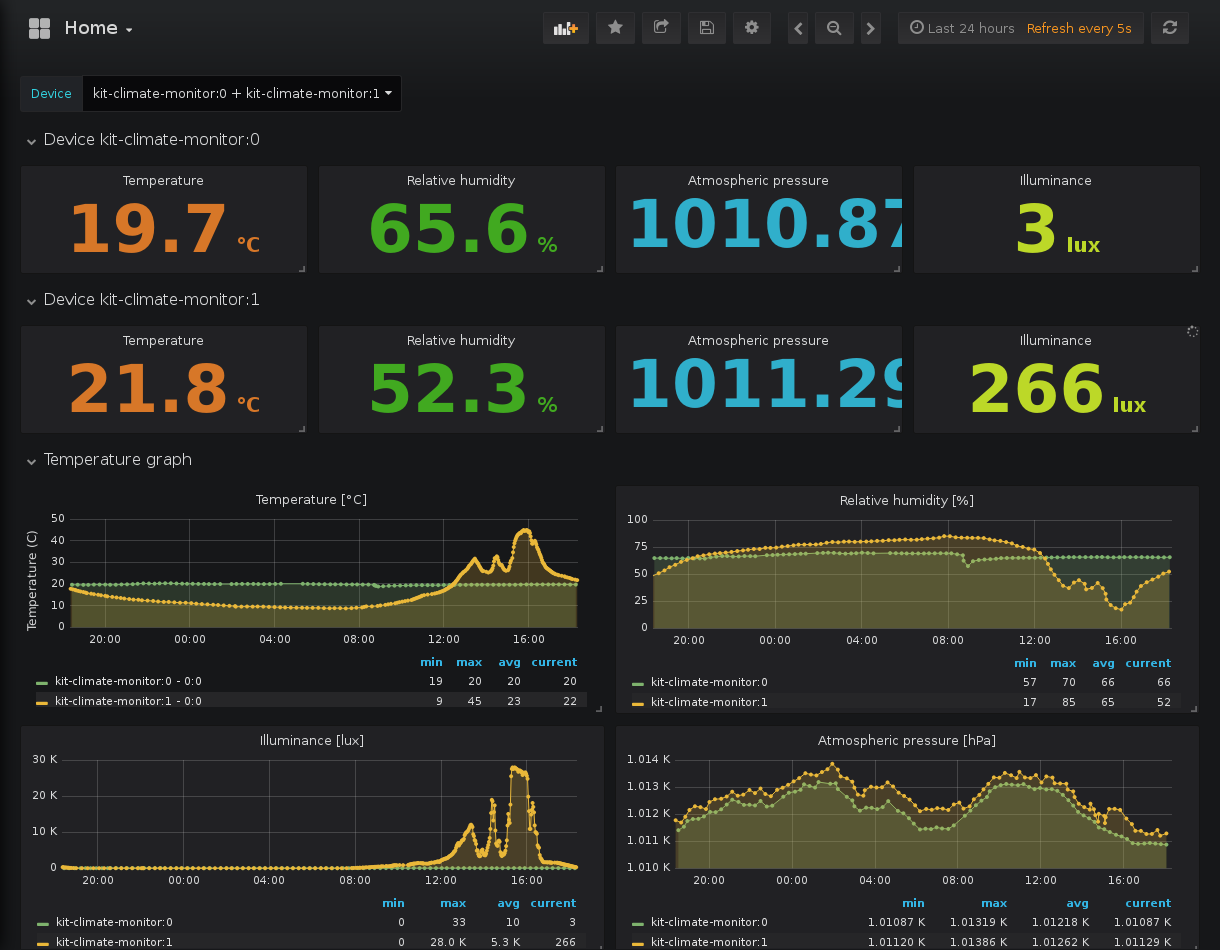 Home
Last 24 hours Refresh every 5s
Device kit-climate-monitor:0 + kit-climate-monitor:1
Device kit-climate-monitor:0
Temperature Relative humidity Atmospheric pressure Illuminance
19.7 °C 65.6 % 1010.87 3 lux
Device kit-climate-monitor:1
Temperature Relative humidity Atmospheric pressure Illuminance
21.8 °C 52.3 % 1011.29 266 lux
Temperature graph
Temperature [°C]
Temperature (C)
50
40
30
20
10
0
20:00 00:00 04:00 08:00 12:00 16:00
min max avg current
kit-climate-monitor:0 - 0:0 19 20 20 20
kit-climate-monitor:1 - 0:0 9 45 23 22
Relative humidity [%]
100
75
50
25
0
20:00 00:00 04:00 08:00 12:00 16:00
min max avg current
kit-climate-monitor:0 57 70 66 66
kit-climate-monitor:1 17 85 65 52
Illuminance [lux]
30 K
20 K
10 K
0
20:00 00:00 04:00 08:00 12:00 16:00
min max avg current
kit-climate-monitor:0 0 33 10 3
kit-climate-monitor:1 0 28.0 K 5.3 K 266
Atmospheric pressure [hPa]
1.014 K
1.013 K
1.012 K
1.011 K
1.010 K
20:00 00:00 04:00 08:00 12:00 16:00
min max avg current
kit-climate-monitor:0 1.01087 K 1.01319 K 1.01218 K 1.01087 K
kit-climate-monitor:1 1.01120 K 1.01386 K 1.01262 K 1.01129 K